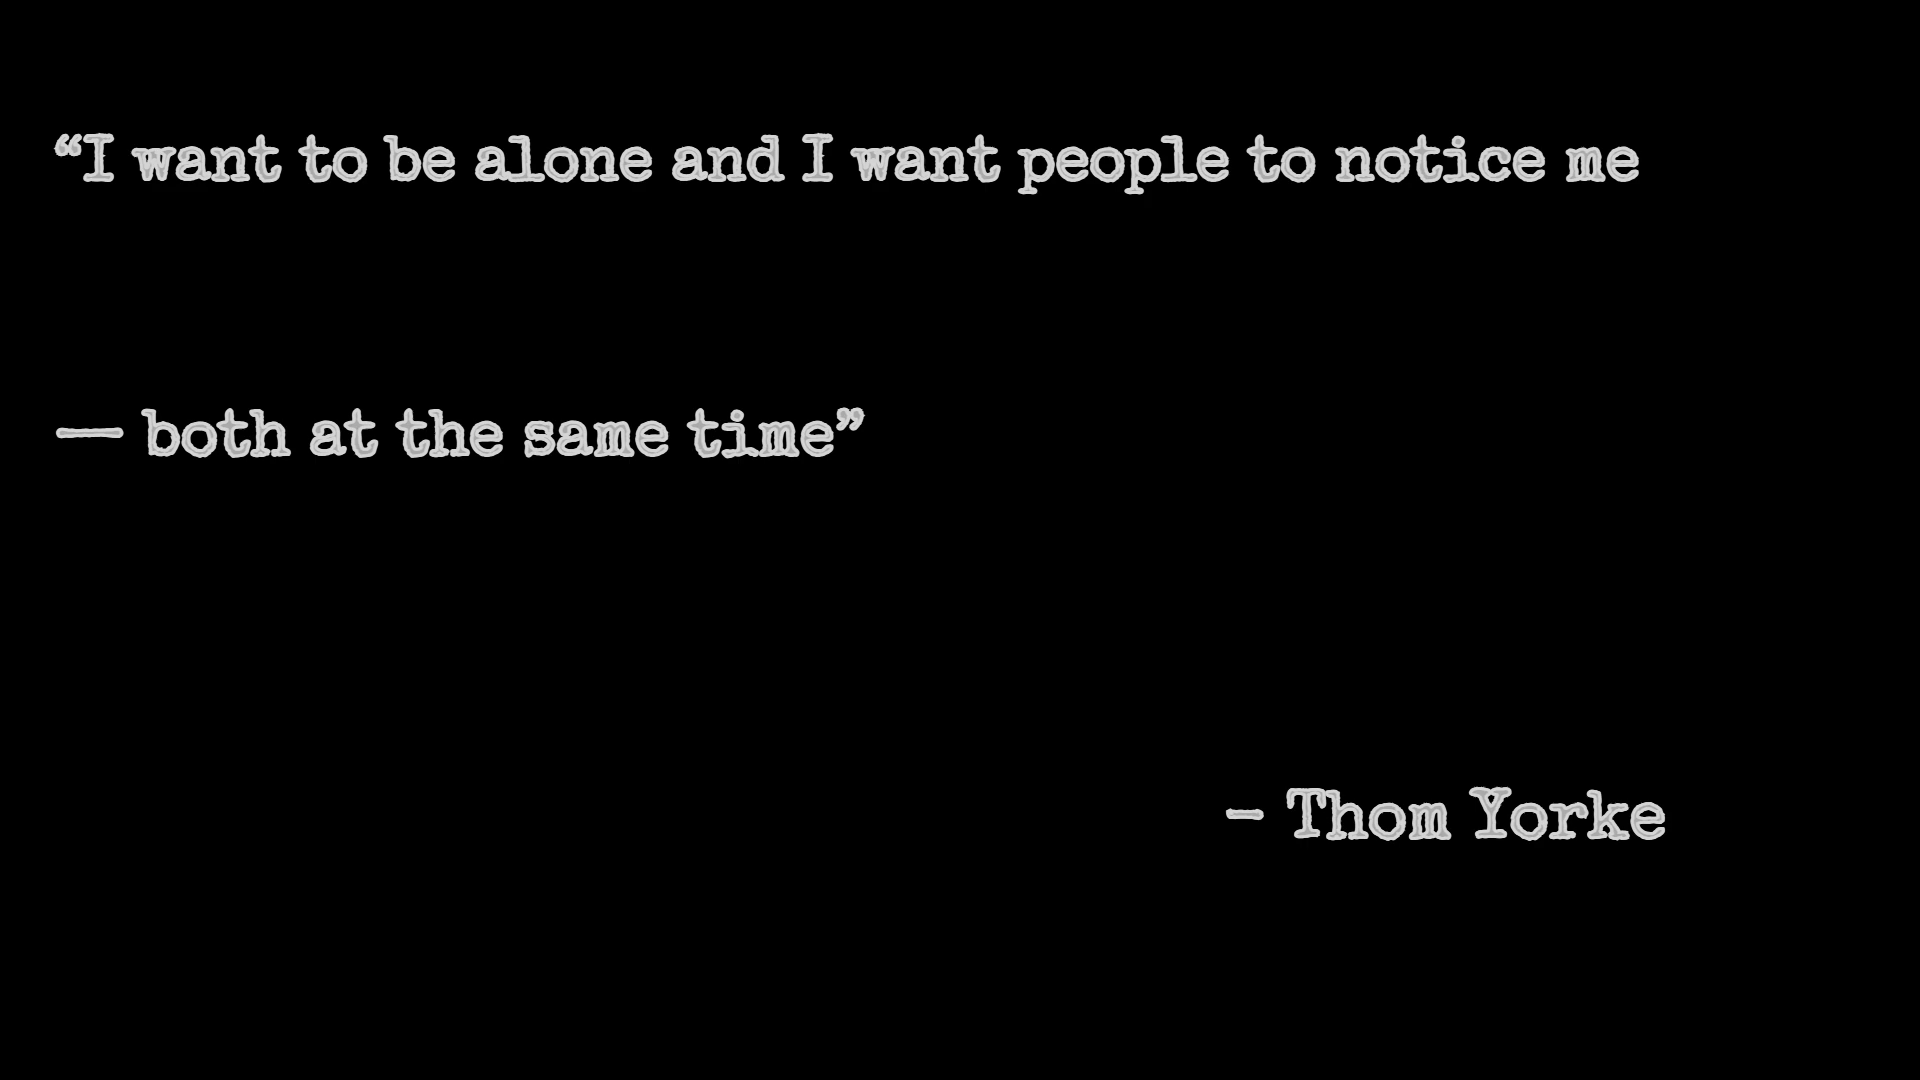 “I want to be alone and I want people to notice me
— both at the same time”
- Thom Yorke